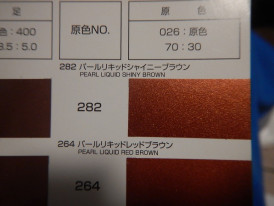 足
原色NO.
原色
色:400
026:原色
3.5:5.0
70:30
282 パールリキッドシャイニーブラウン
PEARL LIQUID SHINY BROWN
282
264 パールリキッドレッドブラウン
PEARL LIQUID RED BROWN
264